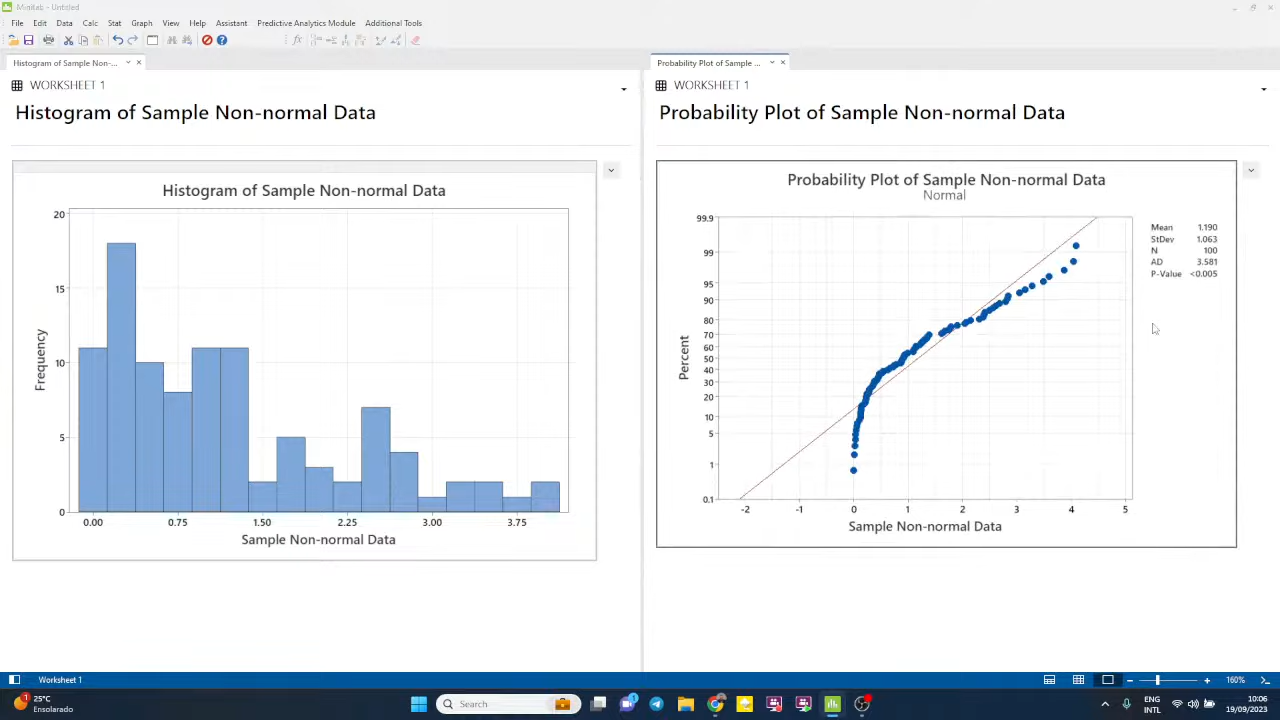 Minitab - Untitled
File Edit Data Calc Stat Graph View Help Assistant Predictive Analytics Module Additional Tools
Histogram of Sample Non-n...
WORKSHEET 1
Histogram of Sample Non-normal Data
Histogram of Sample Non-normal Data
20
15
10
5
0
Frequency
0.00 0.75 1.50 2.25 3.00 3.75
Sample Non-normal Data
Probability Plot of Sample ...
WORKSHEET 1
Probability Plot of Sample Non-normal Data
Probability Plot of Sample Non-normal Data
Normal
99.9
99
95
90
80
70
60
50
40
30
20
10
5
1
0.1
Percent
-2 -1 0 1 2 3 4 5
Sample Non-normal Data
Mean 1.190
StDev 1.063
N 100
AD 3.581
P-Value <0.005
Worksheet 1
160%
1
25°C
Ensolarado
Search
1
ENG
INTL
10:06
19/09/2023